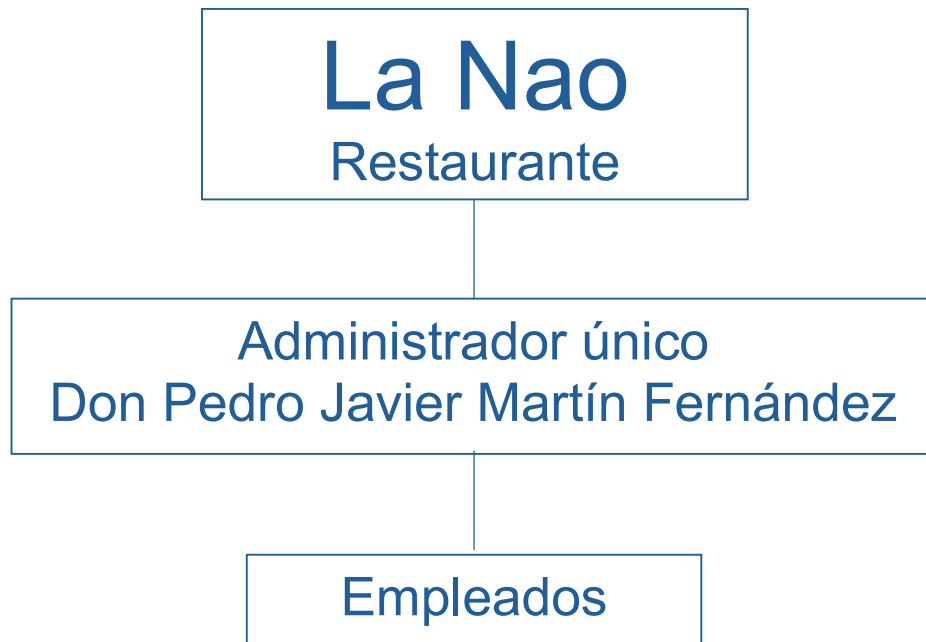 La Nao
Restaurante
Administrador único
Don Pedro Javier Martín Fernández
Empleados